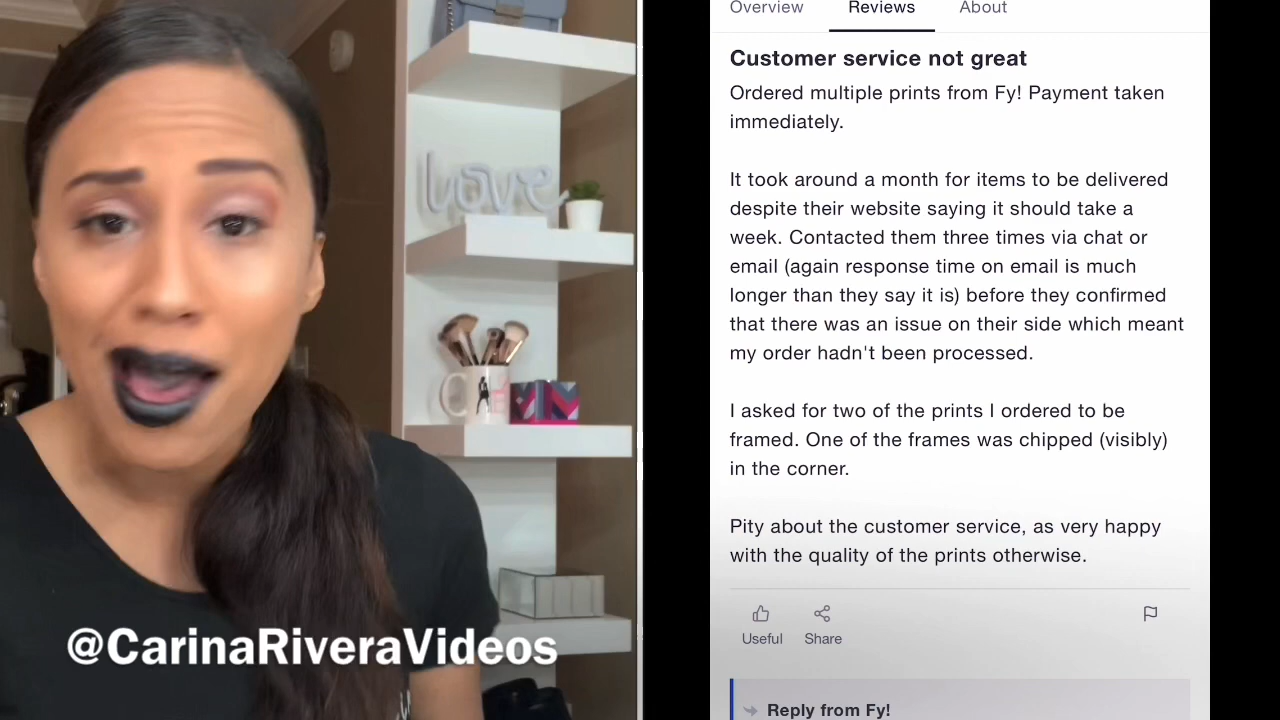 love
@CarinaRiveraVideos
Overview Reviews About
Customer service not great
Ordered multiple prints from Fy! Payment taken
immediately.
It took around a month for items to be delivered
despite their website saying it should take a
week. Contacted them three times via chat or
email (again response time on email is much
longer than they say it is) before they confirmed
that there was an issue on their side which meant
my order hadn't been processed.
I asked for two of the prints I ordered to be
framed. One of the frames was chipped (visibly)
in the corner.
Pity about the customer service, as very happy
with the quality of the prints otherwise.
Useful Share
Reply from Fy!